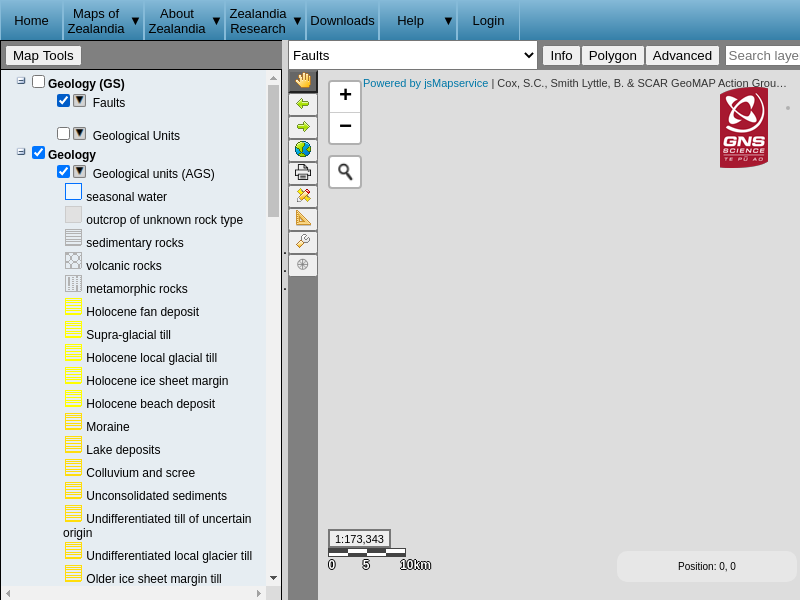 Home
Maps of Zealandia ▼
About Zealandia ▼
Zealandia Research ▼
Downloads
Help ▼
Login
Map Tools
Faults
Info
Polygon
Advanced
Search laye
Geology (GS)
Faults
Geological Units
Geology
Geological units (AGS)
seasonal water
outcrop of unknown rock type
sedimentary rocks
volcanic rocks
metamorphic rocks
Holocene fan deposit
Supra-glacial till
Holocene local glacial till
Holocene ice sheet margin
Holocene beach deposit
Moraine
Lake deposits
Colluvium and scree
Unconsolidated sediments
Undifferentiated till of uncertain
origin
Undifferentiated local glacier till
Older ice sheet margin till
+
−
Powered by jsMapservice | Cox, S.C., Smith Lyttle, B. & SCAR GeoMAP Action Grou…
GNS
SCIENCE
TE PŪ AO
1:173,343
0 5 10km
Position: 0, 0